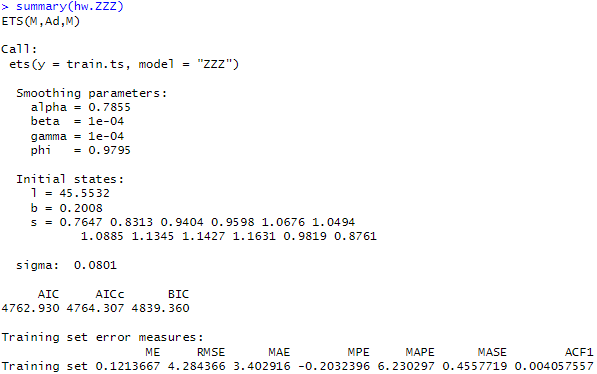 > summary(hw.ZZZ)
ETS(M,Ad,M)
Call:
ets(y = train.ts, model = "ZZZ")
Smoothing parameters:
alpha = 0.7855
beta = 1e-04
gamma = 1e-04
phi = 0.9795
Initial states:
l = 45.5532
b = 0.2008
s = 0.7647 0.8313 0.9404 0.9598 1.0676 1.0494
1.0885 1.1345 1.1427 1.1631 0.9819 0.8761
sigma: 0.0801
AIC AICc BIC
4762.930 4764.307 4839.360
Training set error measures:
ME RMSE MAE MPE MAPE MASE ACF1
Training set 0.1213667 4.284366 3.402916 -0.2032396 6.230297 0.4557719 0.004057557